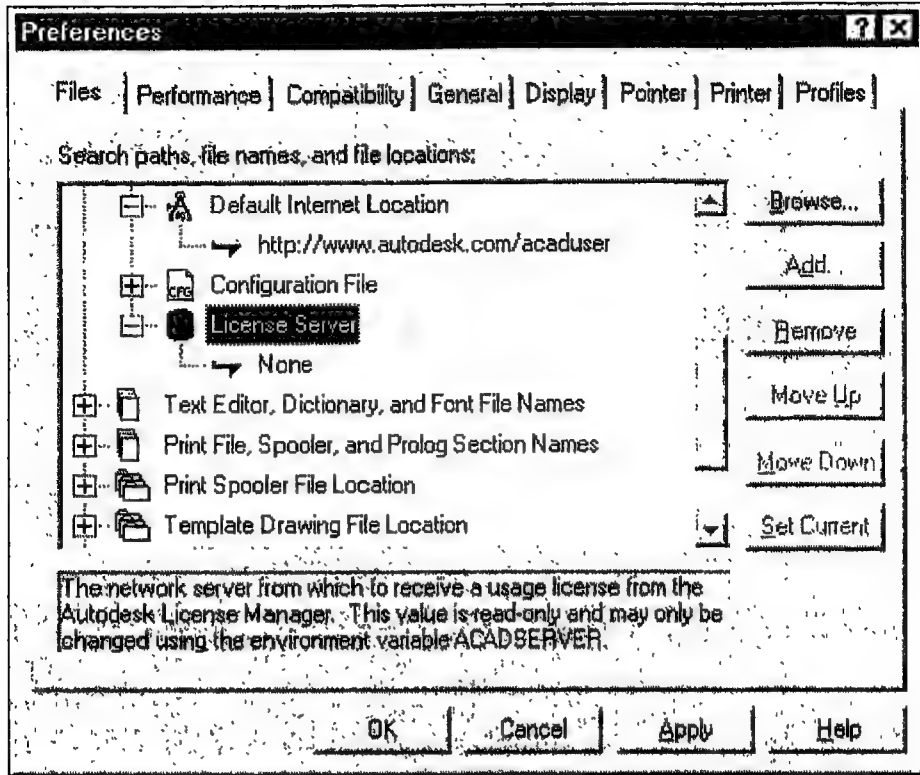 Preferences
Files Performance Compatibility General Display Pointer Printer Profiles
Search paths, file names, and file locations:
Default Internet Location
http://www.autodesk.com/acaduser
CFG Configuration File
License Server
None
Text Editor, Dictionary, and Font File Names
Print File, Spooler, and Prolog Section Names
Print Spooler File Location
Template Drawing File Location
Browse...
Add...
Remove
Move Up
Move Down
Set Current
The network server from which to receive a usage license from the
Autodesk License Manager. This value is read-only and may only be
changed using the environment variable ACADSERVER.
OK Cancel Apply Help